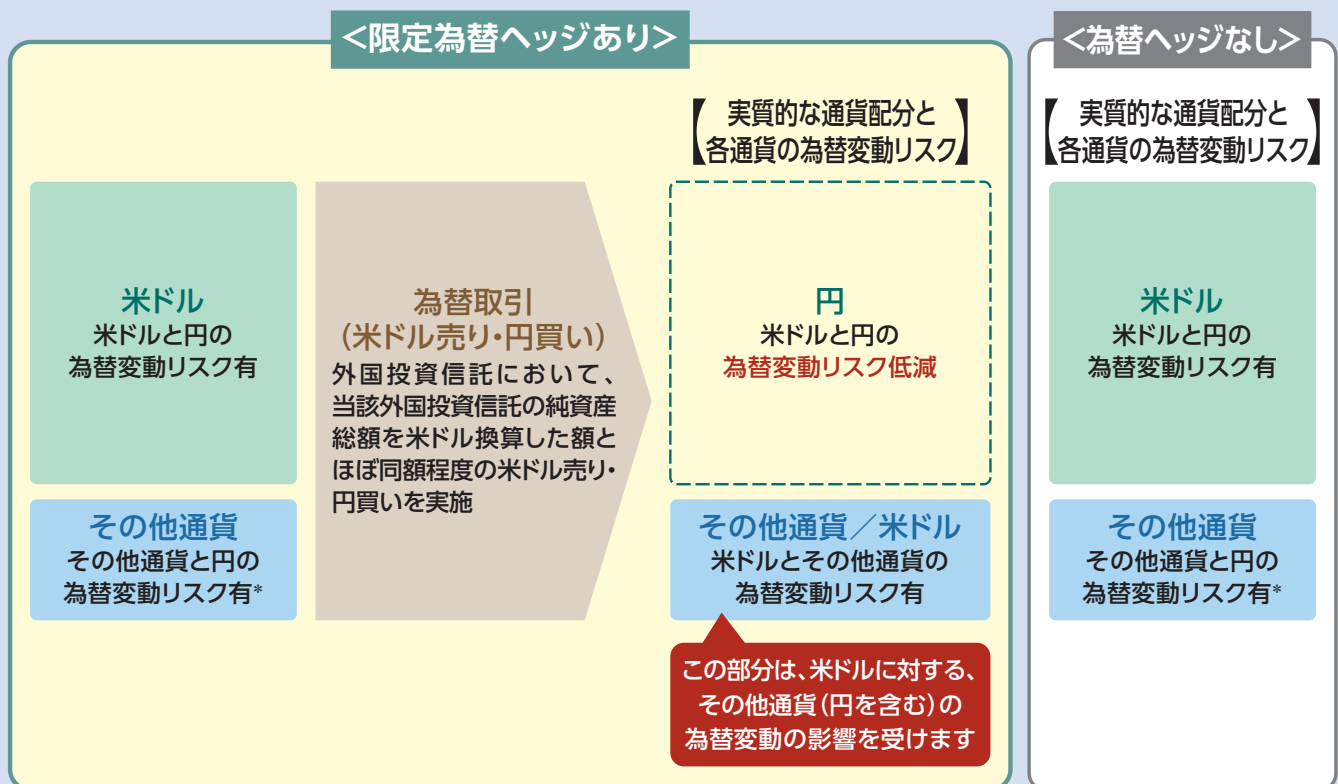 <限定為替ヘッジあり>
【実質的な通貨配分と
各通貨の為替変動リスク】
米ドル
米ドルと円の
為替変動リスク有
為替取引
(米ドル売り・円買い)
外国投資信託において、
当該外国投資信託の純資産
総額を米ドル換算した額と
ほぼ同額程度の米ドル売り・
円買いを実施
円
米ドルと円の
為替変動リスク低減
その他通貨
その他通貨と円の
為替変動リスク有*
その他通貨／米ドル
米ドルとその他通貨の
為替変動リスク有
この部分は、米ドルに対する、
その他通貨(円を含む)の
為替変動の影響を受けます
<為替ヘッジなし>
【実質的な通貨配分と
各通貨の為替変動リスク】
米ドル
米ドルと円の
為替変動リスク有
その他通貨
その他通貨と円の
為替変動リスク有*